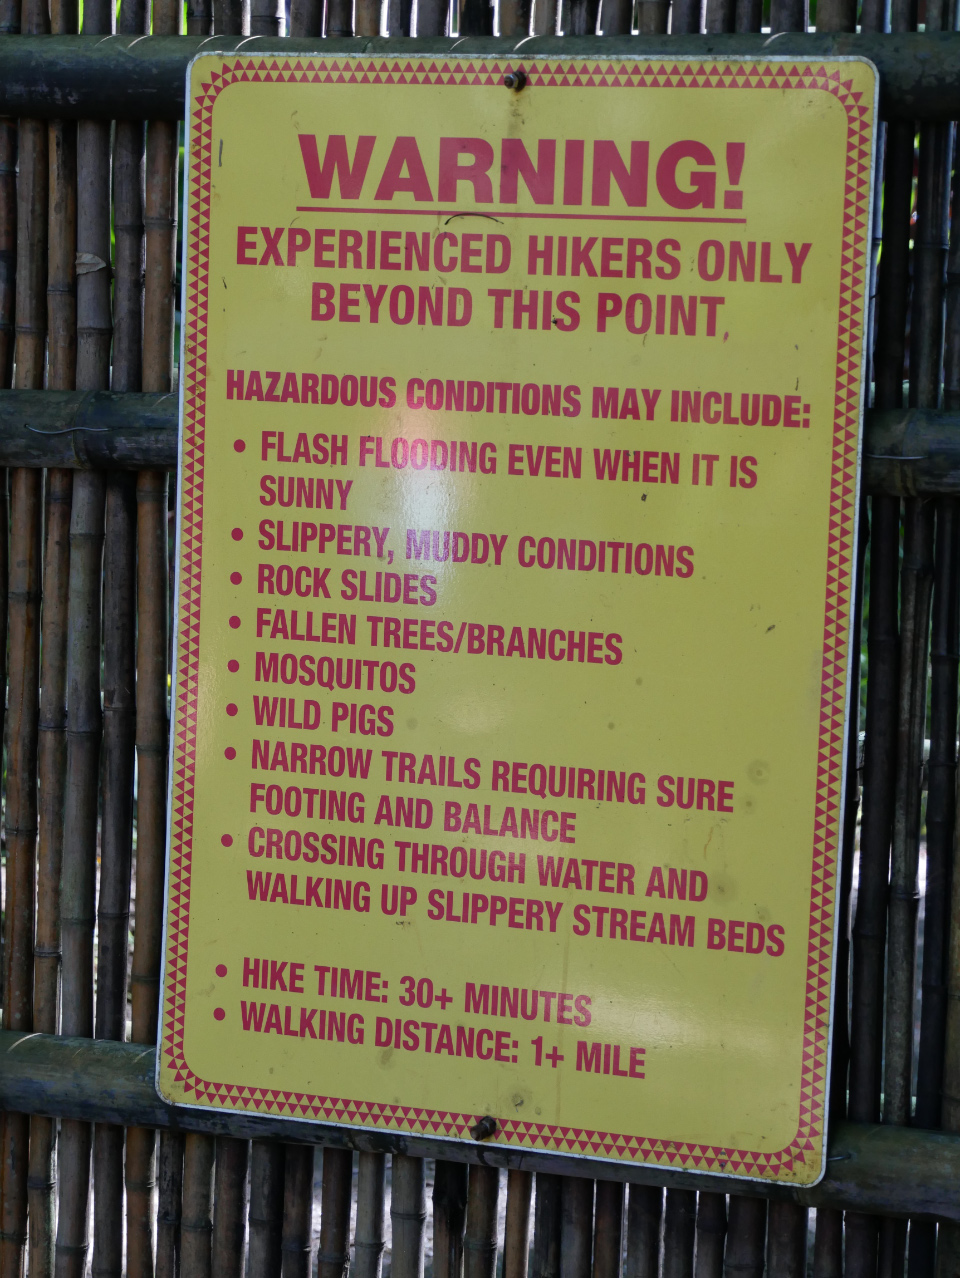 WARNING!
EXPERIENCED HIKERS ONLY
BEYOND THIS POINT
HAZARDOUS CONDITIONS MAY INCLUDE:
• FLASH FLOODING EVEN WHEN IT IS
SUNNY
• SLIPPERY, MUDDY CONDITIONS
• ROCK SLIDES
• FALLEN TREES/BRANCHES
• MOSQUITOS
• WILD PIGS
• NARROW TRAILS REQUIRING SURE
FOOTING AND BALANCE
• CROSSING THROUGH WATER AND
WALKING UP SLIPPERY STREAM BEDS
• HIKE TIME: 30+ MINUTES
• WALKING DISTANCE: 1+ MILE